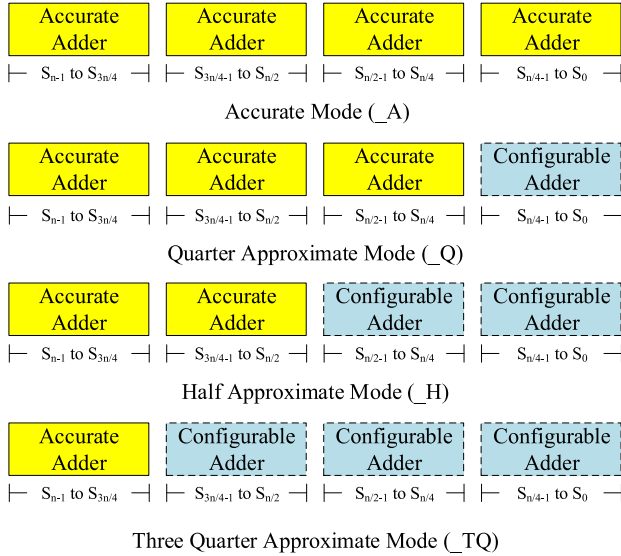 Accurate Adder Accurate Adder Accurate Adder Accurate Adder
Sn-1 to S3n/4 S3n/4-1 to Sn/2 Sn/2-1 to Sn/4 Sn/4-1 to S0
Accurate Mode (_A)
Accurate Adder Accurate Adder Accurate Adder Configurable Adder
Sn-1 to S3n/4 S3n/4-1 to Sn/2 Sn/2-1 to Sn/4 Sn/4-1 to S0
Quarter Approximate Mode (_Q)
Accurate Adder Accurate Adder Configurable Adder Configurable Adder
Sn-1 to S3n/4 S3n/4-1 to Sn/2 Sn/2-1 to Sn/4 Sn/4-1 to S0
Half Approximate Mode (_H)
Accurate Adder Configurable Adder Configurable Adder Configurable Adder
Sn-1 to S3n/4 S3n/4-1 to Sn/2 Sn/2-1 to Sn/4 Sn/4-1 to S0
Three Quarter Approximate Mode (_TQ)